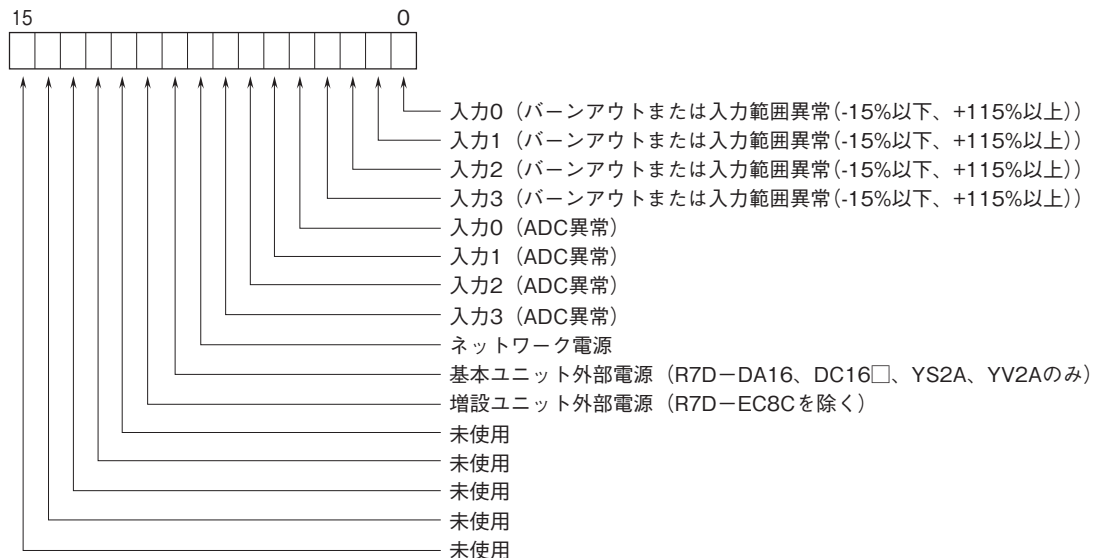 15 0
入力0（バーンアウトまたは入力範囲異常(-15%以下、+115%以上)）
入力1（バーンアウトまたは入力範囲異常(-15%以下、+115%以上)）
入力2（バーンアウトまたは入力範囲異常(-15%以下、+115%以上)）
入力3（バーンアウトまたは入力範囲異常(-15%以下、+115%以上)）
入力0（ADC異常）
入力1（ADC異常）
入力2（ADC異常）
入力3（ADC異常）
ネットワーク電源
基本ユニット外部電源（R7D－DA16、DC16□、YS2A、YV2Aのみ）
増設ユニット外部電源（R7D－EC8Cを除く）
未使用
未使用
未使用
未使用
未使用